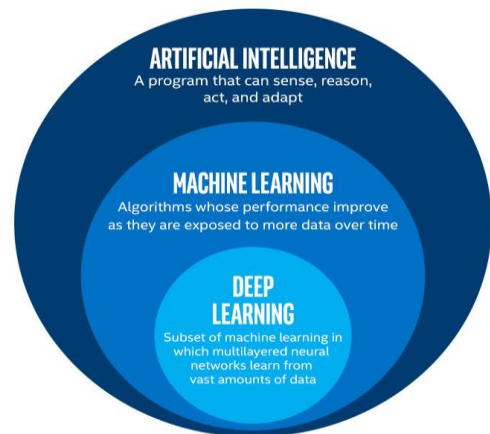 ARTIFICIAL INTELLIGENCE
A program that can sense, reason,
act, and adapt
MACHINE LEARNING
Algorithms whose performance improve
as they are exposed to more data over time
DEEP
LEARNING
Subset of machine learning in
which multilayered neural
networks learn from
vast amounts of data